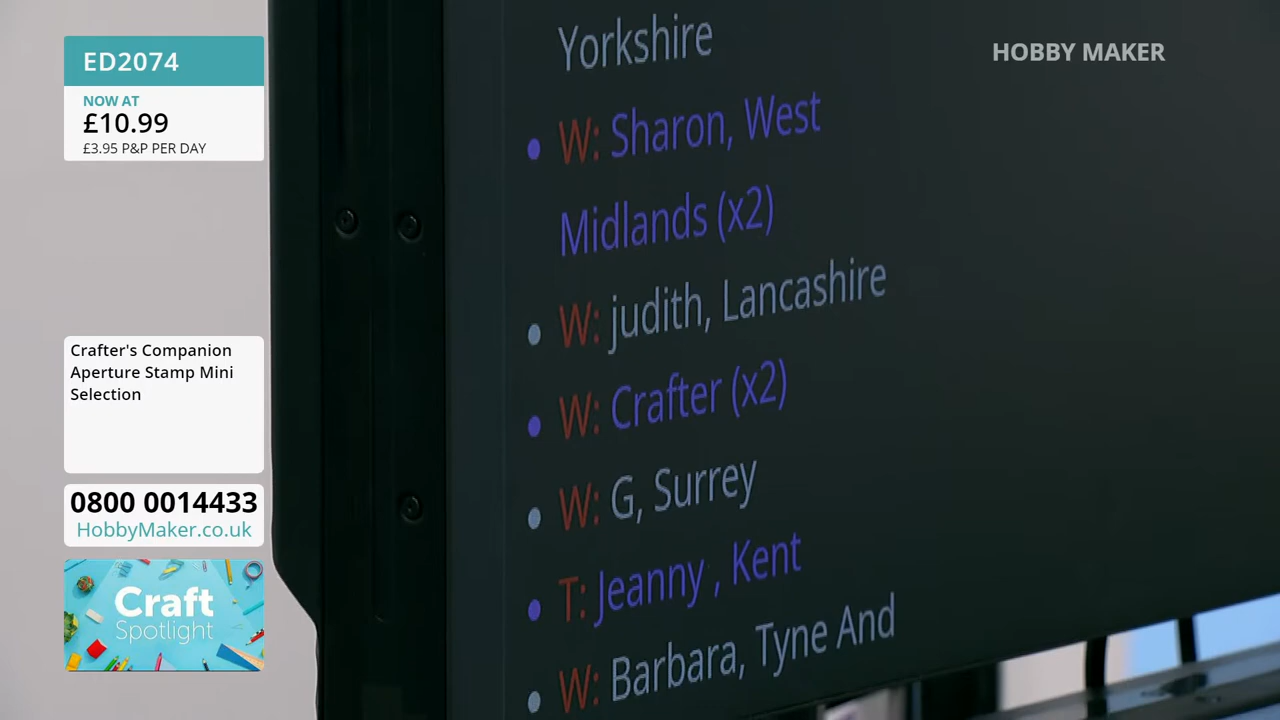 ED2074
NOW AT
£10.99
£3.95 P&P PER DAY
Crafter's Companion
Aperture Stamp Mini
Selection
0800 0014433
HobbyMaker.co.uk
Craft
Spotlight
HOBBY MAKER
Yorkshire
• W: Sharon, West
Midlands (x2)
• W: judith, Lancashire
• W: Crafter (x2)
• W: G, Surrey
• T: Jeanny , Kent
• W: Barbara, Tyne And